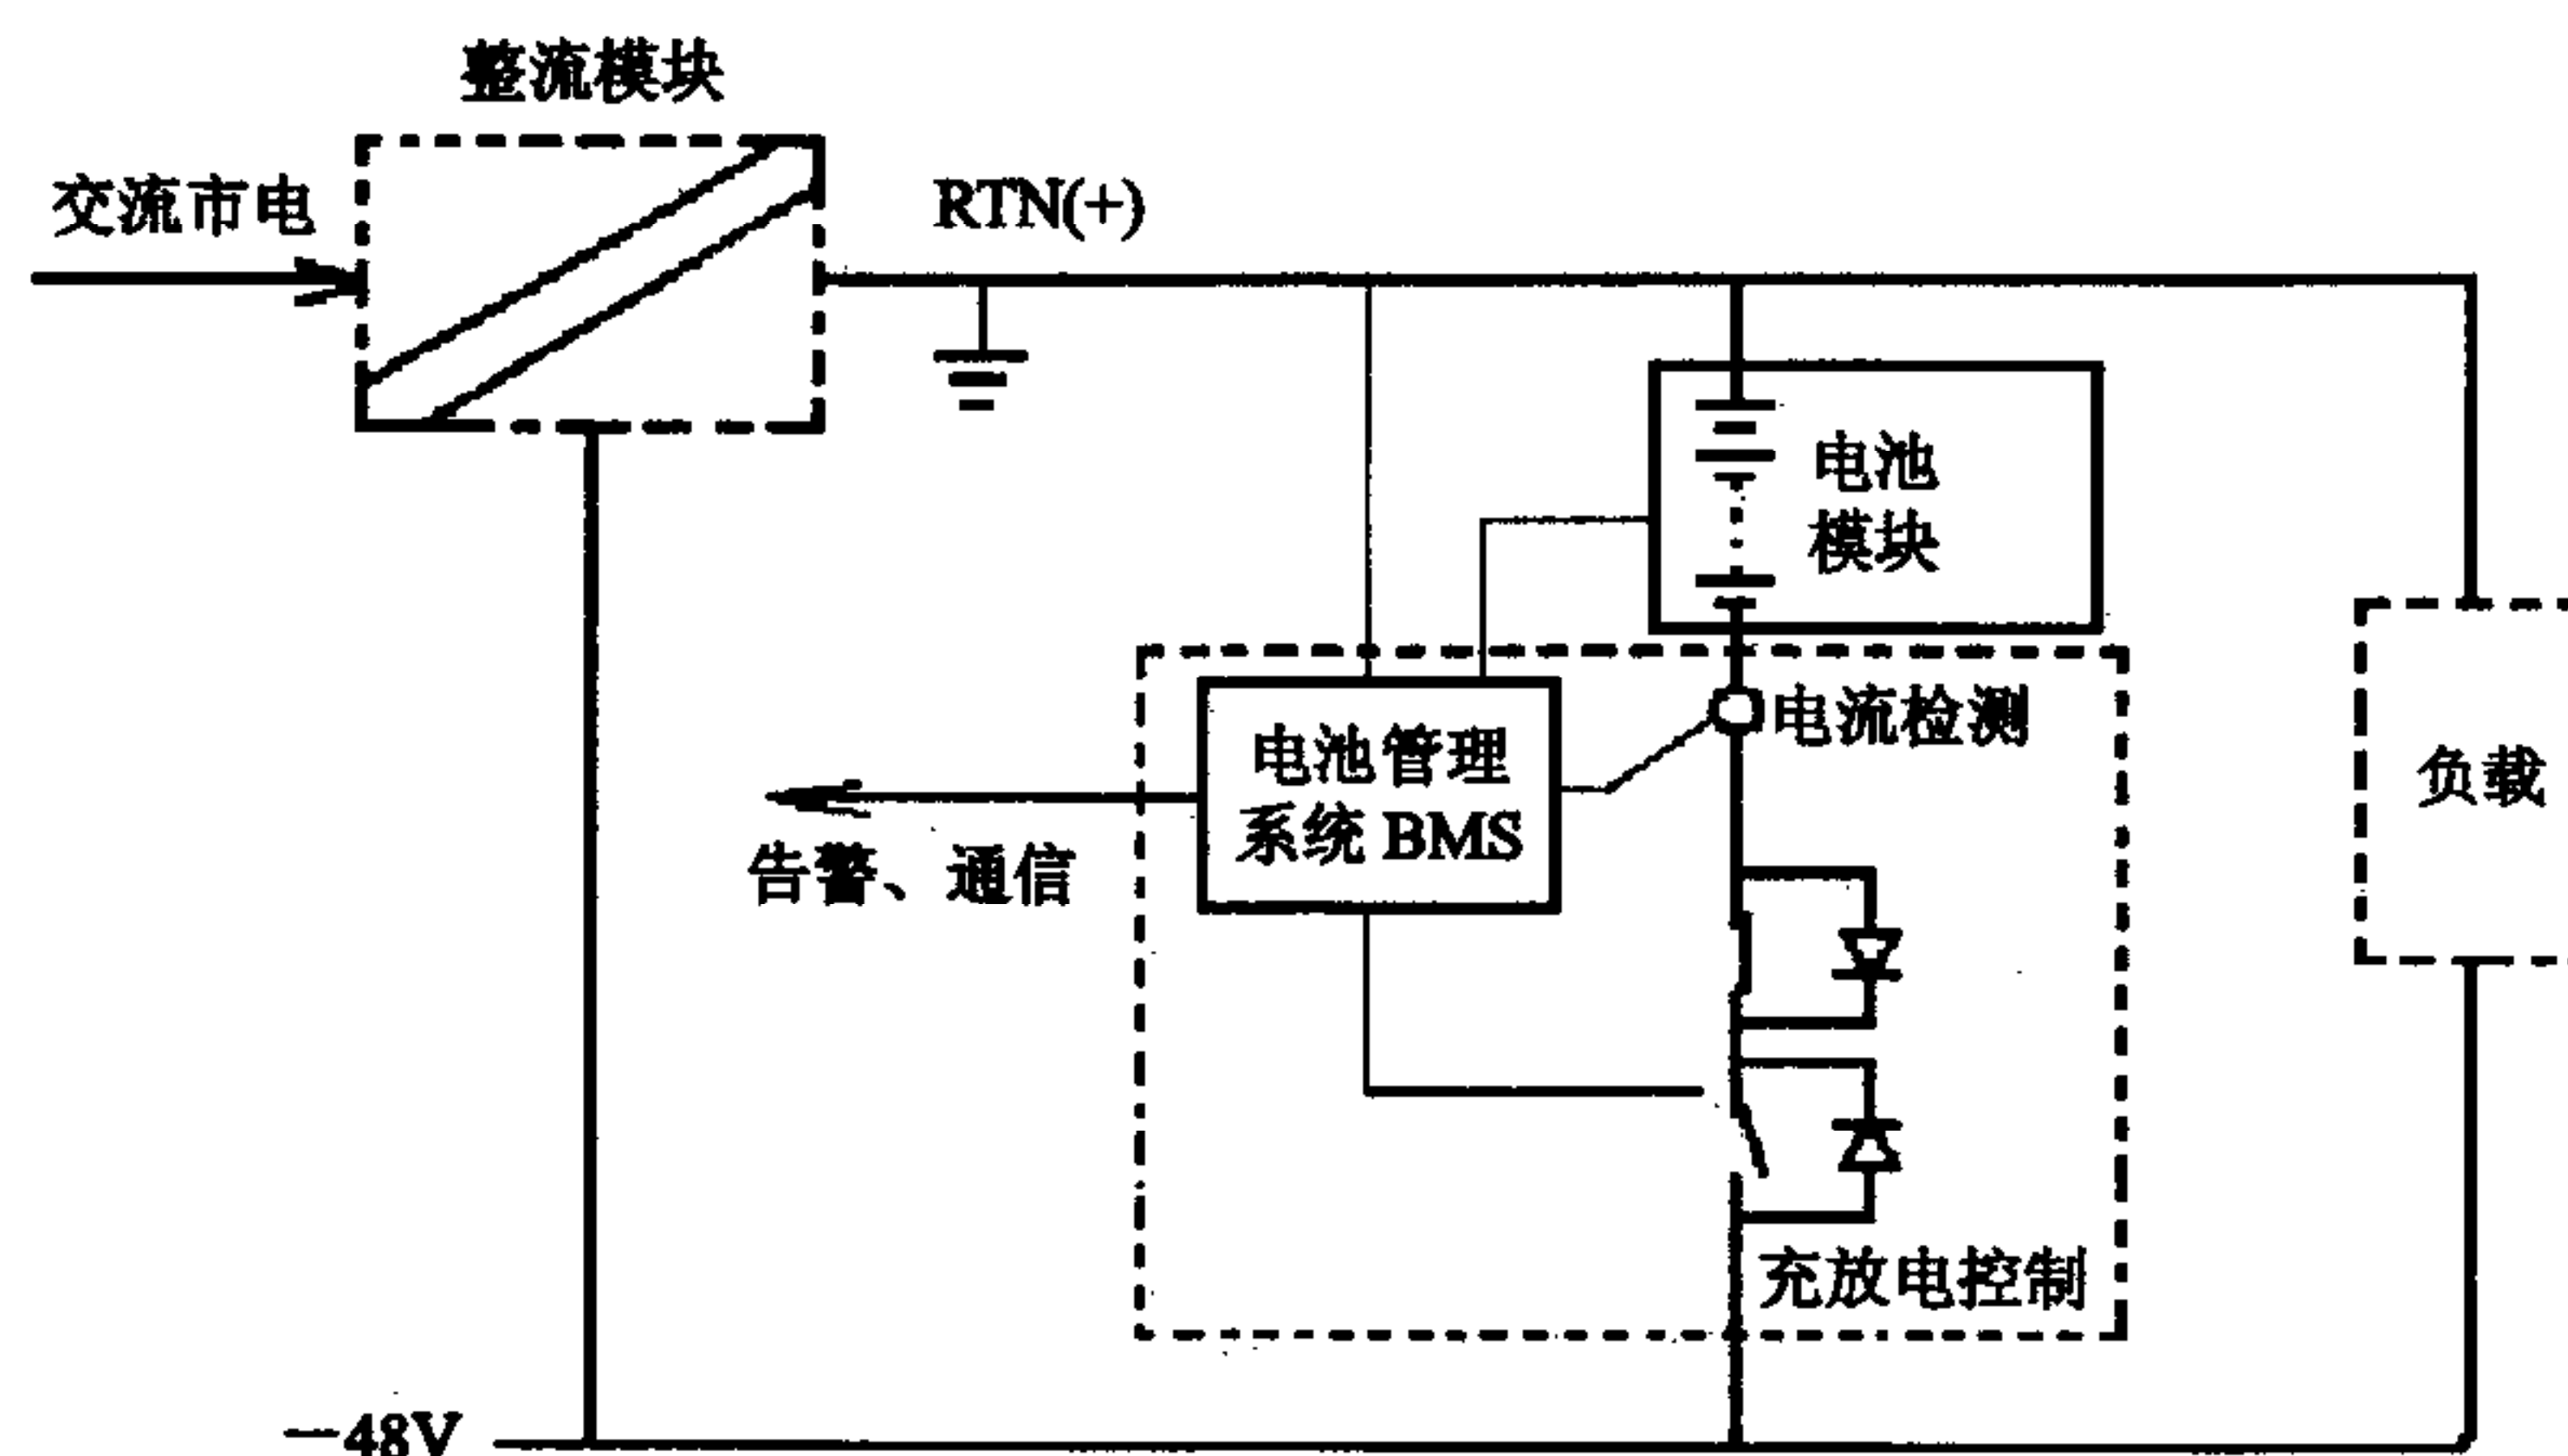 整流模块
交流市电
RTN(+)
电池
模块
电流检测
电池管理
系统 BMS
负载
告警、通信
充放电控制
-48V